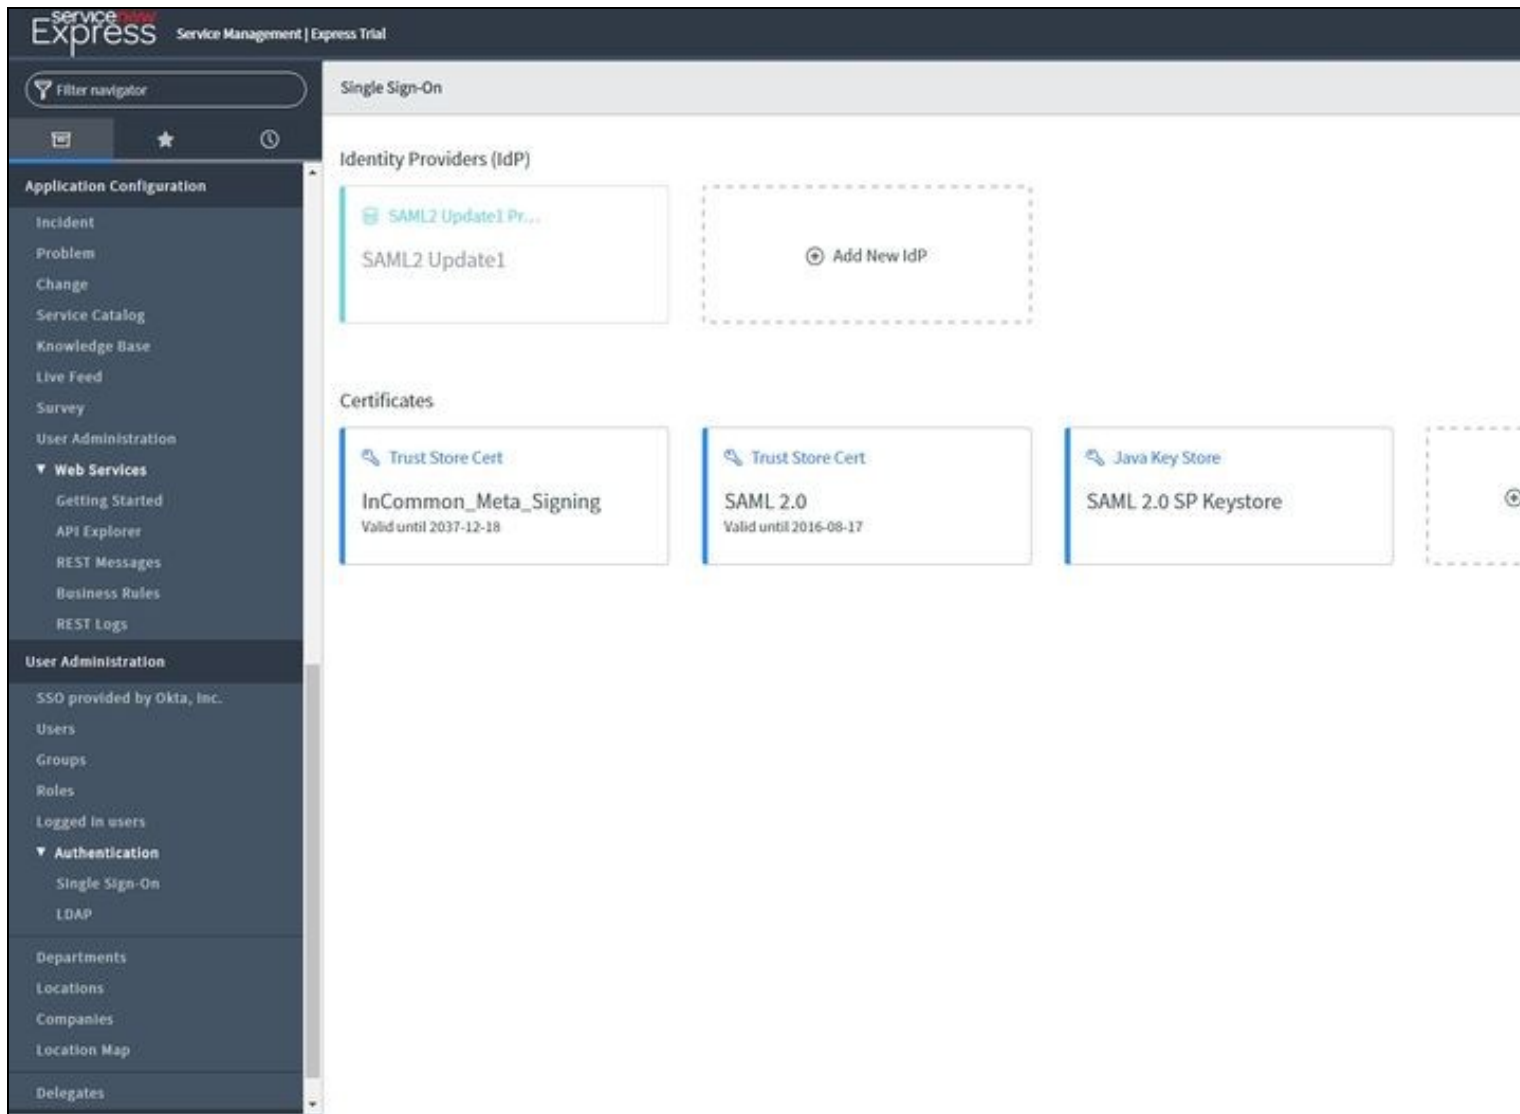 servicenow
Express
Service Management | Express Trial
Filter navigator
Single Sign-On
Application Configuration
Incident
Problem
Change
Service Catalog
Knowledge Base
Live Feed
Survey
User Administration
Web Services
Getting Started
API Explorer
REST Messages
Business Rules
REST Logs
User Administration
SSO provided by Okta, Inc.
Users
Groups
Roles
Logged in users
Authentication
Single Sign-On
LDAP
Departments
Locations
Companies
Location Map
Delegates
Identity Providers (IdP)
SAML2 Update1 Pr...
SAML2 Update1
Add New IdP
Certificates
Trust Store Cert
InCommon_Meta_Signing
Valid until 2037-12-18
Trust Store Cert
SAML 2.0
Valid until 2016-08-17
Java Key Store
SAML 2.0 SP Keystore